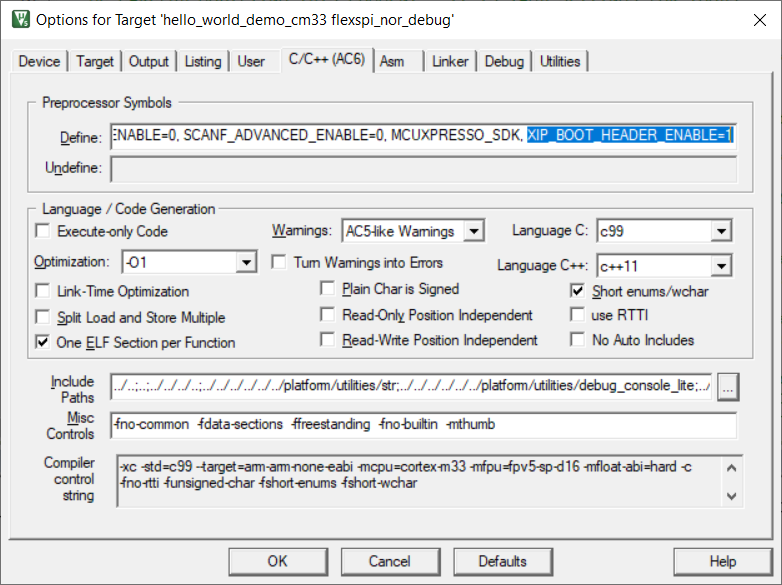 Options for Target 'hello_world_demo_cm33 flexspi_nor_debug'
Device Target Output Listing User C/C++ (AC6) Asm Linker Debug Utilities
Preprocessor Symbols
Define: ENABLE=0, SCANF_ADVANCED_ENABLE=0, MCUXPRESSO_SDK, XIP_BOOT_HEADER_ENABLE=1
Undefine:
Language / Code Generation
Execute-only Code Warnings: AC5-like Warnings Language C: c99
Optimization: -O1 Turn Warnings into Errors Language C++: c++11
Link-Time Optimization Plain Char is Signed Short enums/wchar
Split Load and Store Multiple Read-Only Position Independent use RTTI
One ELF Section per Function Read-Write Position Independent No Auto Includes
Include Paths ../..;..;../../../..;../../../../../../platform/utilities/str;../../../../../../platform/utilities/debug_console_lite;../ ...
Misc Controls -fno-common -fdata-sections -ffreestanding -fno-builtin -mthumb
Compiler control string -xc -std=c99 --target=arm-arm-none-eabi -mcpu=cortex-m33 -mfpu=fpv5-sp-d16 -mfloat-abi=hard -c
-fno-rtti -funsigned-char -fshort-enums -fshort-wchar
OK Cancel Defaults Help